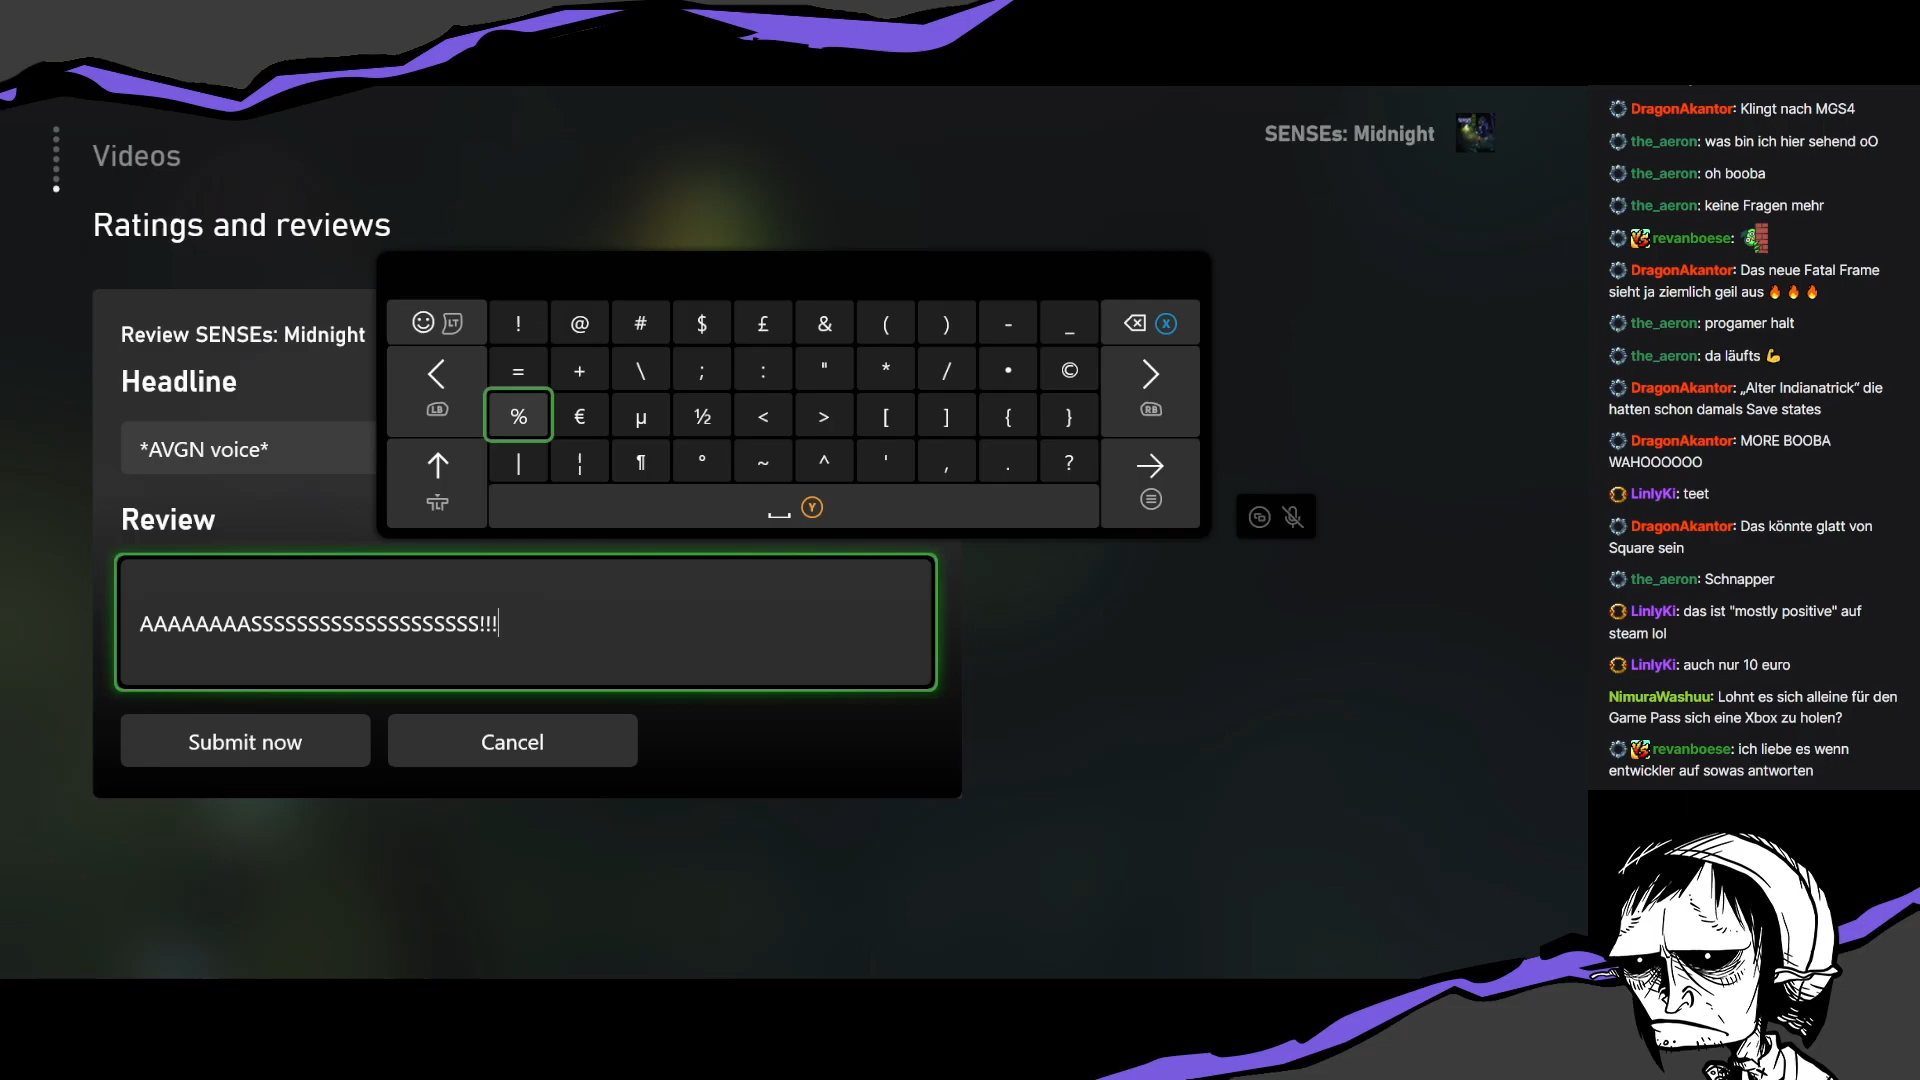 Videos
SENSEs: Midnight
Ratings and reviews
Review SENSEs: Midnight
Headline
*AVGN voice*
Review
AAAAAAAASSSSSSSSSSSSSSSSSSSS!!!
Submit now
Cancel
LT ! @ # $ £ & ( ) - _ X
LB = + \ ; : " * / • © RB
% € µ ½ < > [ ] { }
| ¦ ¶ ° ~ ^ ' , . ?
Y
DragonAkantor: Klingt nach MGS4
the_aeron: was bin ich hier sehend oO
the_aeron: oh booba
the_aeron: keine Fragen mehr
revanboese:
DragonAkantor: Das neue Fatal Frame
sieht ja ziemlich geil aus 🔥 🔥 🔥
the_aeron: progamer halt
the_aeron: da läufts 💪
DragonAkantor: „Alter Indianatrick“ die
hatten schon damals Save states
DragonAkantor: MORE BOOBA
WAHOOOOOO
LinlyKi: teet
DragonAkantor: Das könnte glatt von
Square sein
the_aeron: Schnapper
LinlyKi: das ist "mostly positive" auf
steam lol
LinlyKi: auch nur 10 euro
NimuraWashuu: Lohnt es sich alleine für den
Game Pass sich eine Xbox zu holen?
revanboese: ich liebe es wenn
entwickler auf sowas antworten